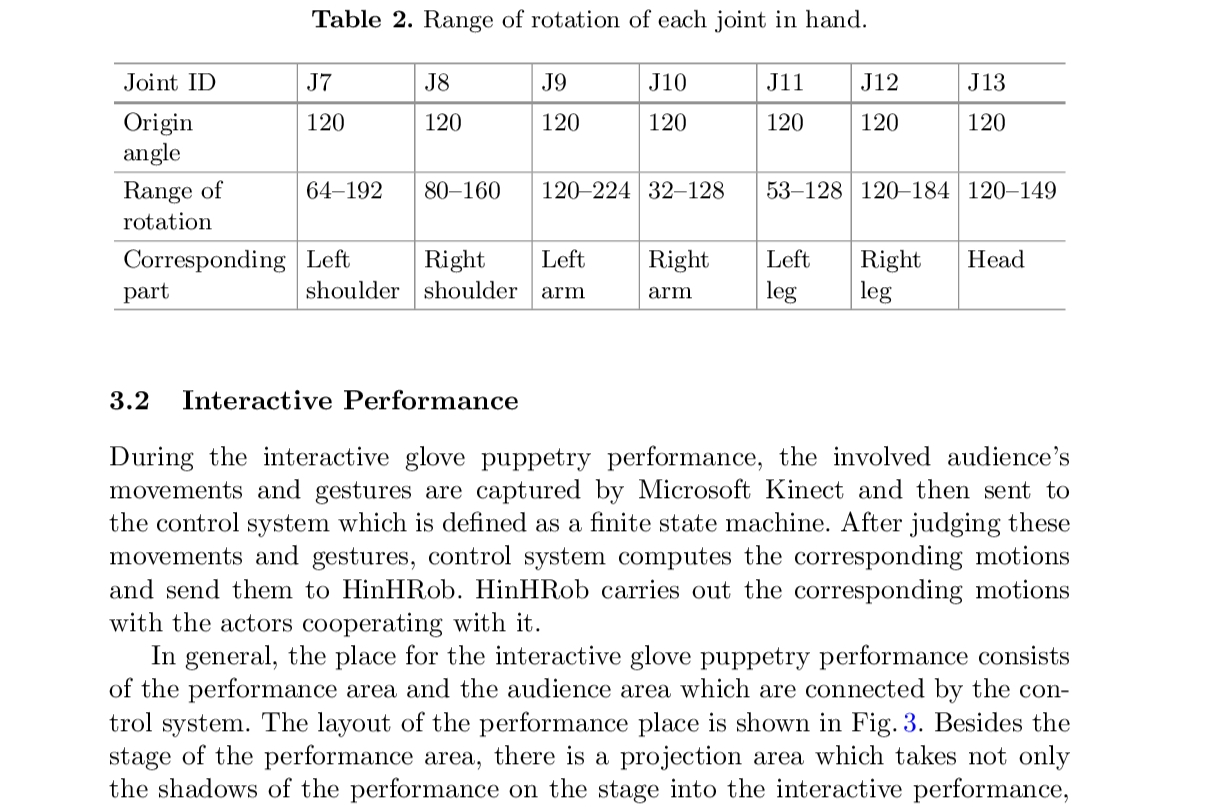 Table 2. Range of rotation of each joint in hand.
Joint ID J7 J8 J9 J10 J11 J12 J13
Origin angle 120 120 120 120 120 120 120
Range of rotation 64–192 80–160 120–224 32–128 53–128 120–184 120–149
Corresponding part Left shoulder Right shoulder Left arm Right arm Left leg Right leg Head
3.2 Interactive Performance
During the interactive glove puppetry performance, the involved audience's
movements and gestures are captured by Microsoft Kinect and then sent to
the control system which is defined as a finite state machine. After judging these
movements and gestures, control system computes the corresponding motions
and send them to HinHRob. HinHRob carries out the corresponding motions
with the actors cooperating with it.
In general, the place for the interactive glove puppetry performance consists
of the performance area and the audience area which are connected by the con-
trol system. The layout of the performance place is shown in Fig. 3. Besides the
stage of the performance area, there is a projection area which takes not only
the shadows of the performance on the stage into the interactive performance,